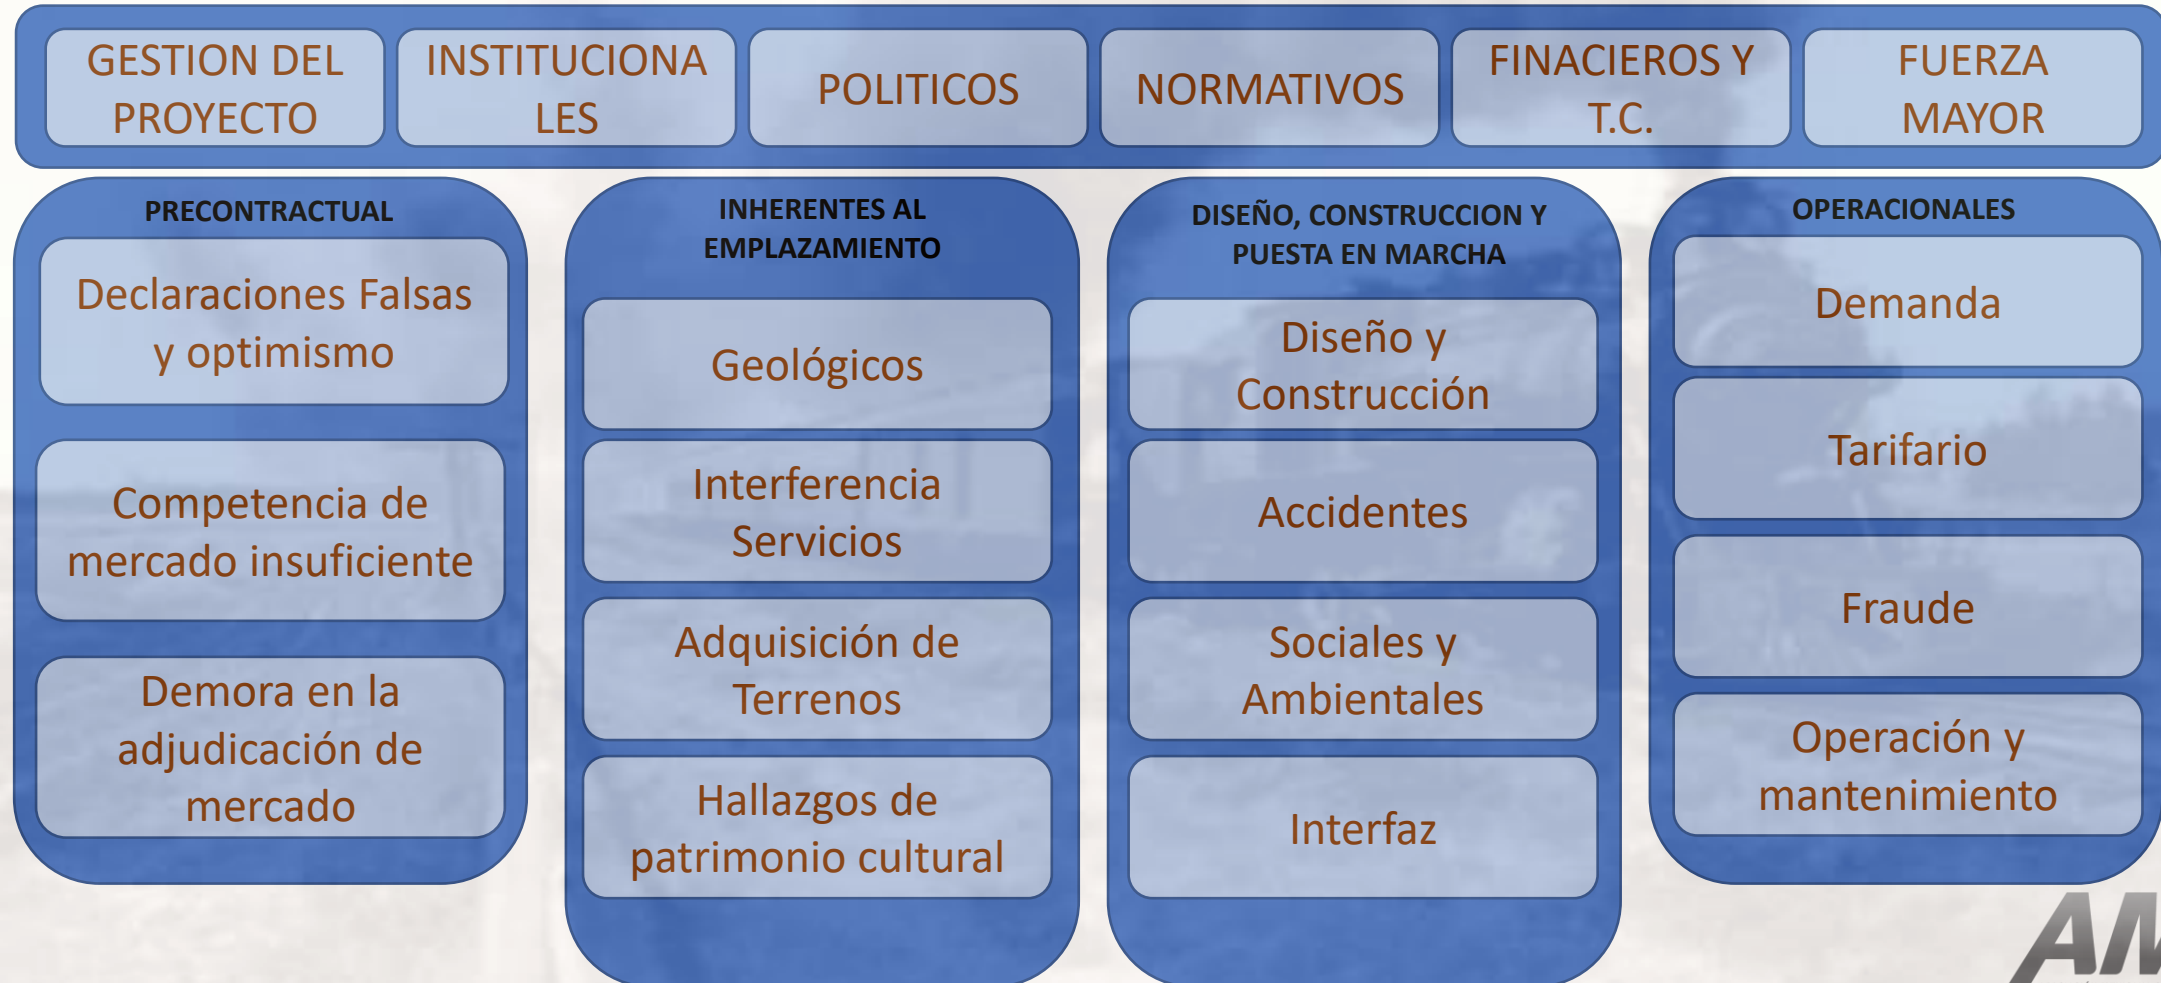 GESTION DEL
PROYECTO
INSTITUCIONA
LES
POLITICOS
NORMATIVOS
FINACIEROS Y
T.C.
FUERZA
MAYOR
PRECONTRACTUAL
Declaraciones Falsas
y optimismo
Competencia de
mercado insuficiente
Demora en la
adjudicación de
mercado
INHERENTES AL
EMPLAZAMIENTO
Geológicos
Interferencia
Servicios
Adquisición de
Terrenos
Hallazgos de
patrimonio cultural
DISEÑO, CONSTRUCCION Y
PUESTA EN MARCHA
Diseño y
Construcción
Accidentes
Sociales y
Ambientales
Interfaz
OPERACIONALES
Demanda
Tarifario
Fraude
Operación y
mantenimiento